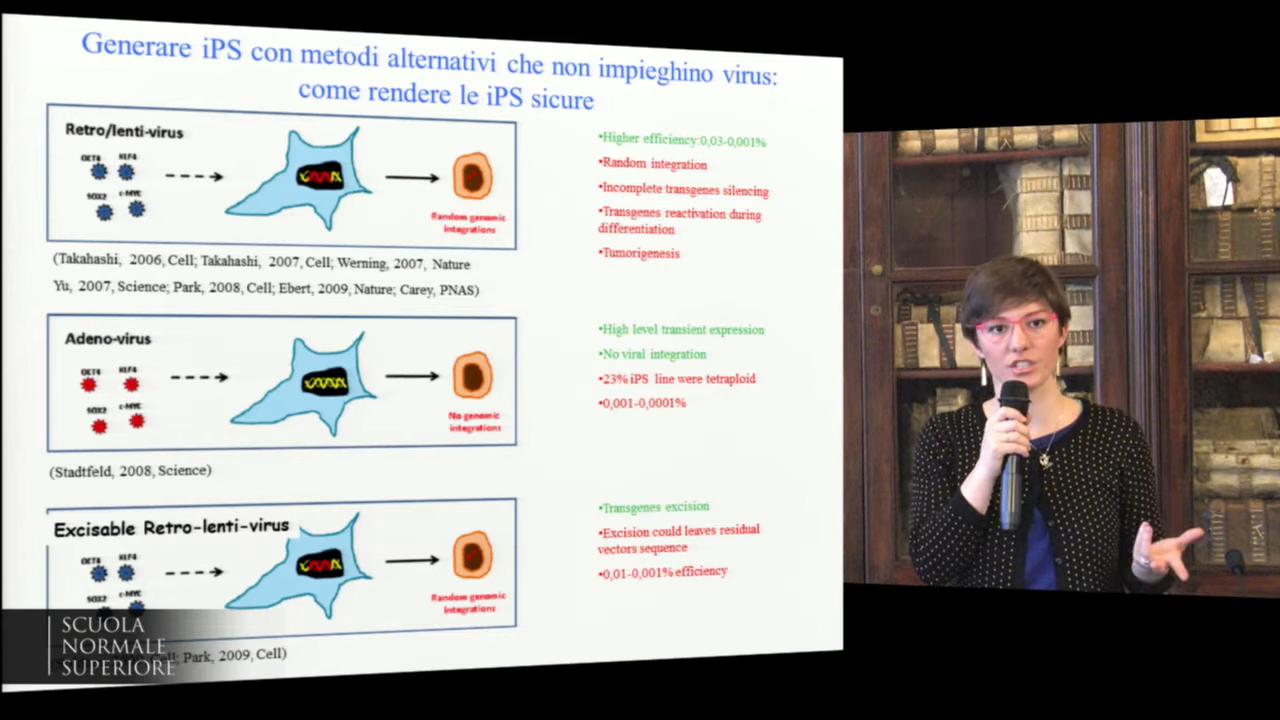 Generare iPS con metodi alternativi che non impieghino virus:
come rendere le iPS sicure
Retro/lenti-virus
OCT4 KLF4
SOX2 c-MYC
Random genomic
integrations
•Higher efficiency:0,03-0,001%
•Random integration
•Incomplete transgenes silencing
•Transgenes reactivation during
differentiation
•Tumorigenesis
(Takahashi, 2006, Cell; Takahashi, 2007, Cell; Werning, 2007, Nature
Yu, 2007, Science; Park, 2008, Cell; Ebert, 2009, Nature; Carey, PNAS)
Adeno-virus
OCT4 KLF4
SOX2 c-MYC
No genomic
integrations
•High level transient expression
•No viral integration
•23% iPS line were tetraploid
•0,001-0,0001%
(Stadtfeld, 2008, Science)
Excisable Retro-lenti-virus
OCT4 KLF4
SOX2 c-MYC
Random genomic
integrations
•Transgenes excision
•Excision could leaves residual
vectors sequence
•0,01-0,001% efficiency
Cell; Park, 2009, Cell)
SCUOLA
NORMALE
SUPERIORE